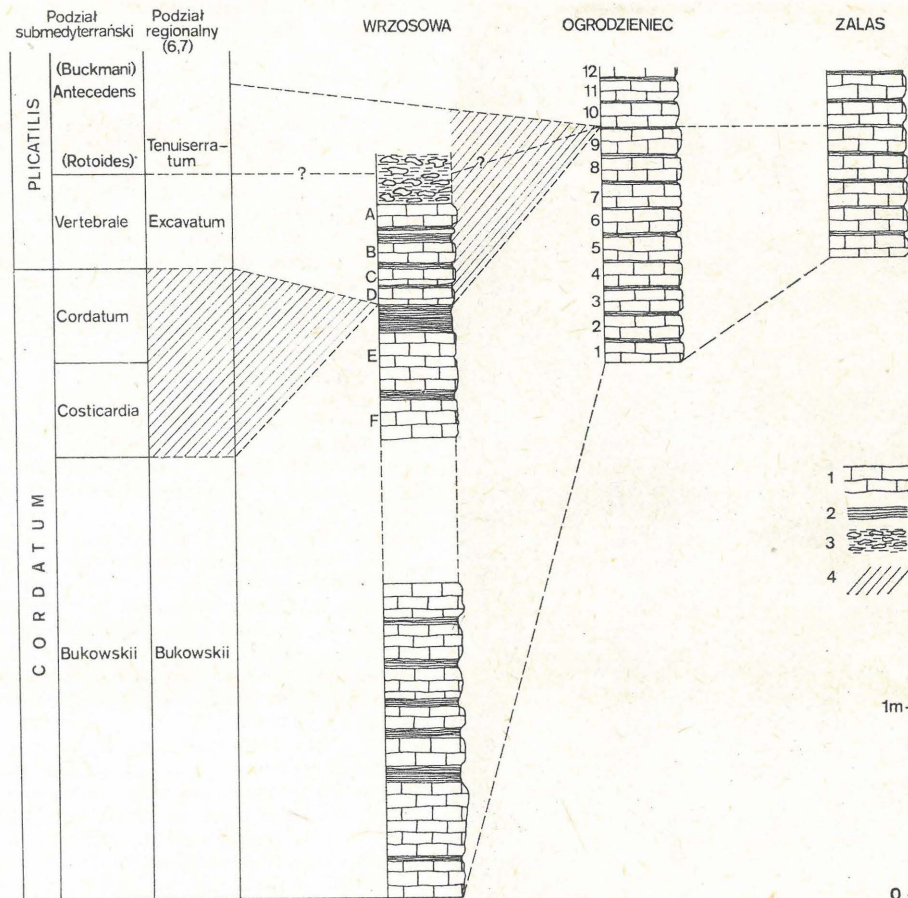 Podział
submedyterrański
Podział
regionalny
(6,7)
WRZOSOWA
OGRODZIENIEC
ZALAS
PLICATILIS
(Buckmani)
Antecedens
(Rotoides)
Vertebrale
Tenuiserra-
tum
Excavatum
CORDATUM
Cordatum
Costicardia
Bukowskii
Bukowskii
?
?
A
B
C
D
E
F
12
11
10
9
8
7
6
5
4
3
2
1
1
2
3
4
1m
0